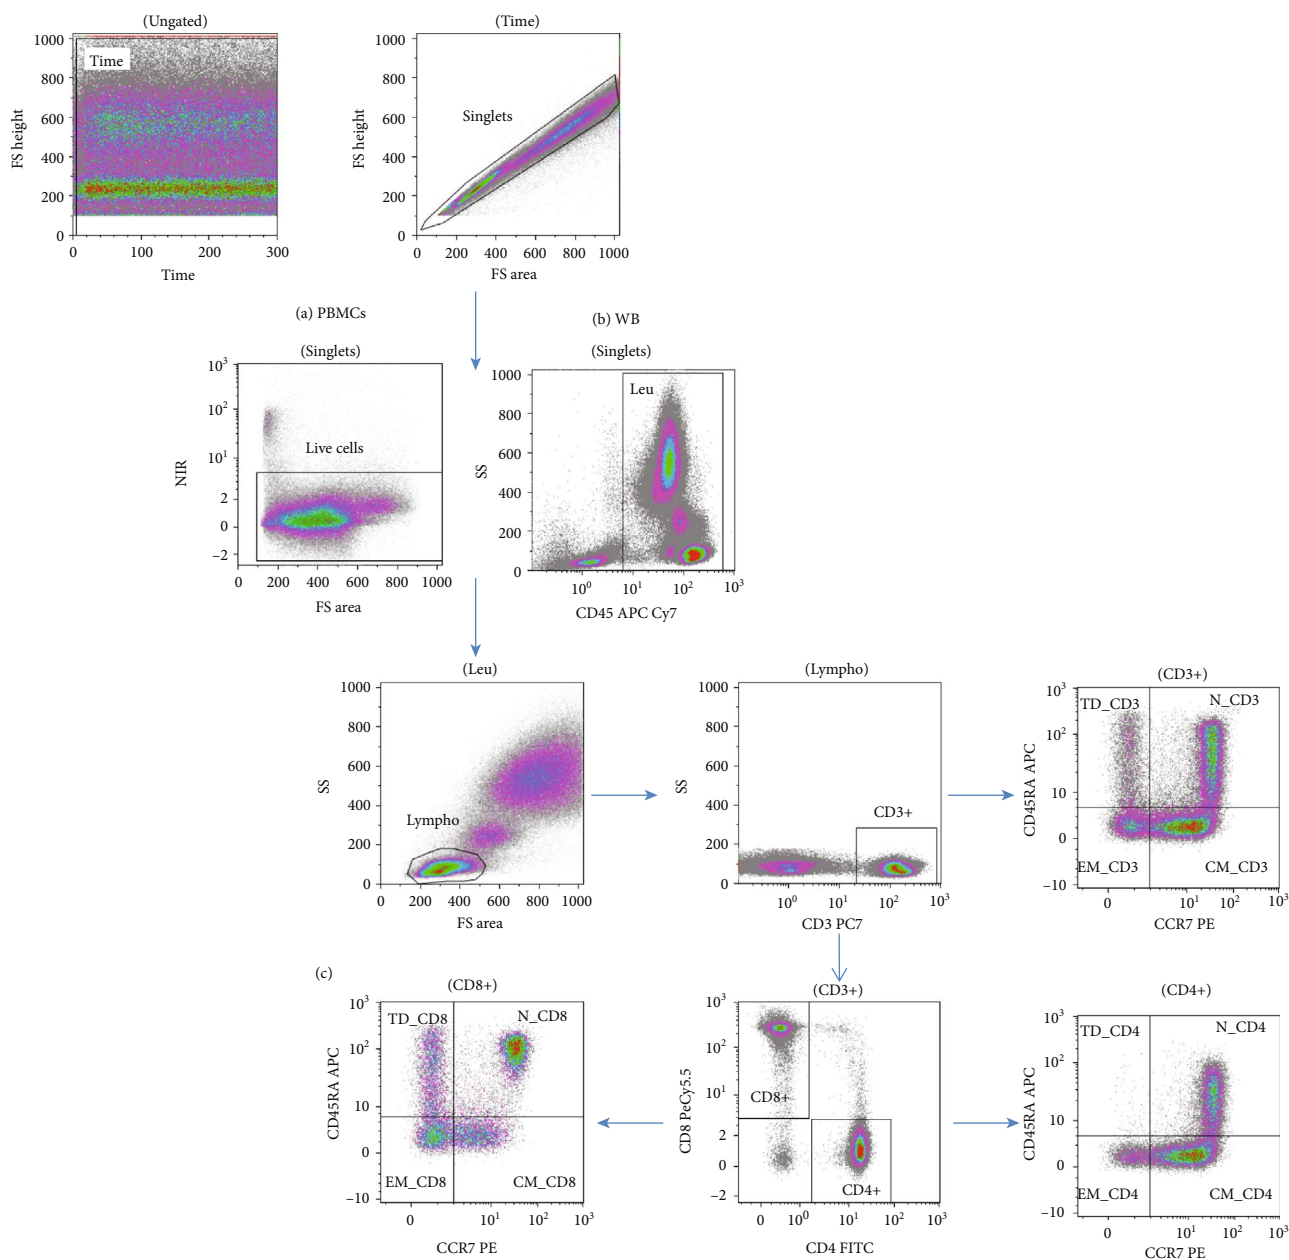 (Ungated)
1000
800
600
400
200
0
FS height
Time
0 100 200 300
Time
(Time)
1000
800
600
400
200
0
FS height
Singlets
0 200 400 600 800 1000
FS area
(a) PBMCs
(Singlets)
10³
10²
10¹
2
0
–2
NIR
Live cells
0 200 400 600 800 1000
FS area
(b) WB
(Singlets)
1000
800
600
400
200
0
SS
Leu
10⁰ 10¹ 10² 10³
CD45 APC Cy7
(Leu)
1000
800
600
400
200
0
SS
Lympho
200 400 600 800 1000
FS area
(Lympho)
1000
800
600
400
200
0
SS
CD3+
10⁰ 10¹ 10² 10³
CD3 PC7
(CD3+)
10³
10²
10
0
–10
CD45RA APC
TD_CD3 N_CD3
EM_CD3 CM_CD3
0 10¹ 10² 10³
CCR7 PE
(c)
(CD8+)
10³
10²
10
0
–10
CD45RA APC
TD_CD8 N_CD8
EM_CD8 CM_CD8
0 10¹ 10² 10³
CCR7 PE
(CD3+)
10³
10²
10¹
2
0
–2
CD8 PeCy5.5
CD8+
CD4+
0 10⁰ 10¹ 10² 10³
CD4 FITC
(CD4+)
10³
10²
10
0
–10
CD45RA APC
TD_CD4 N_CD4
EM_CD4 CM_CD4
0 10¹ 10² 10³
CCR7 PE